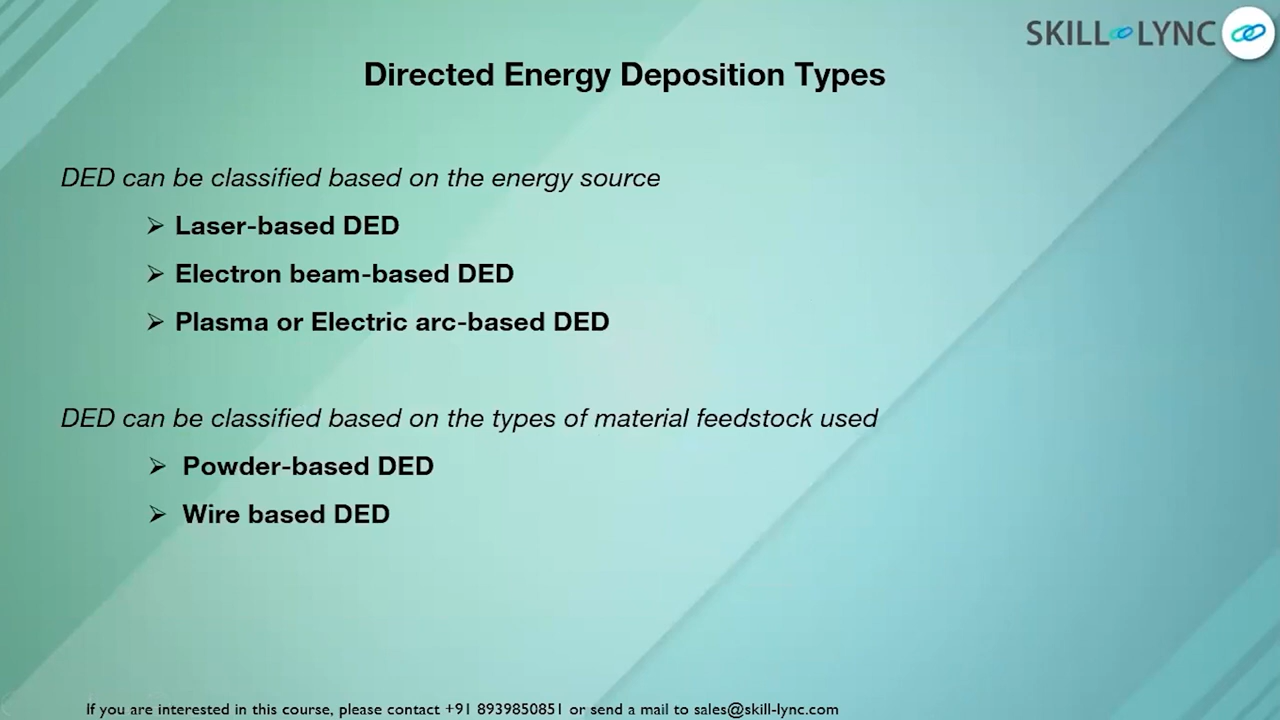 SKILL LYNC
Directed Energy Deposition Types
DED can be classified based on the energy source
➢ Laser-based DED
➢ Electron beam-based DED
➢ Plasma or Electric arc-based DED
DED can be classified based on the types of material feedstock used
➢ Powder-based DED
➢ Wire based DED
If you are interested in this course, please contact +91 8939850851 or send a mail to sales@skill-lync.com